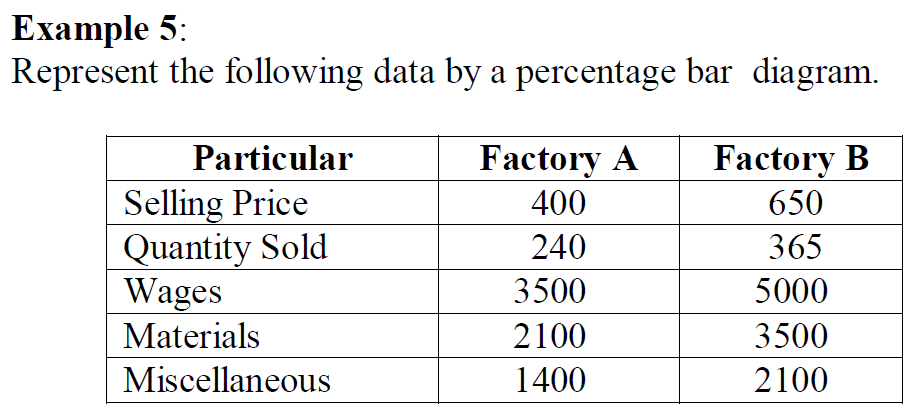 Example 5:
Represent the following data by a percentage bar diagram.
Particular Factory A Factory B
Selling Price 400 650
Quantity Sold 240 365
Wages 3500 5000
Materials 2100 3500
Miscellaneous 1400 2100